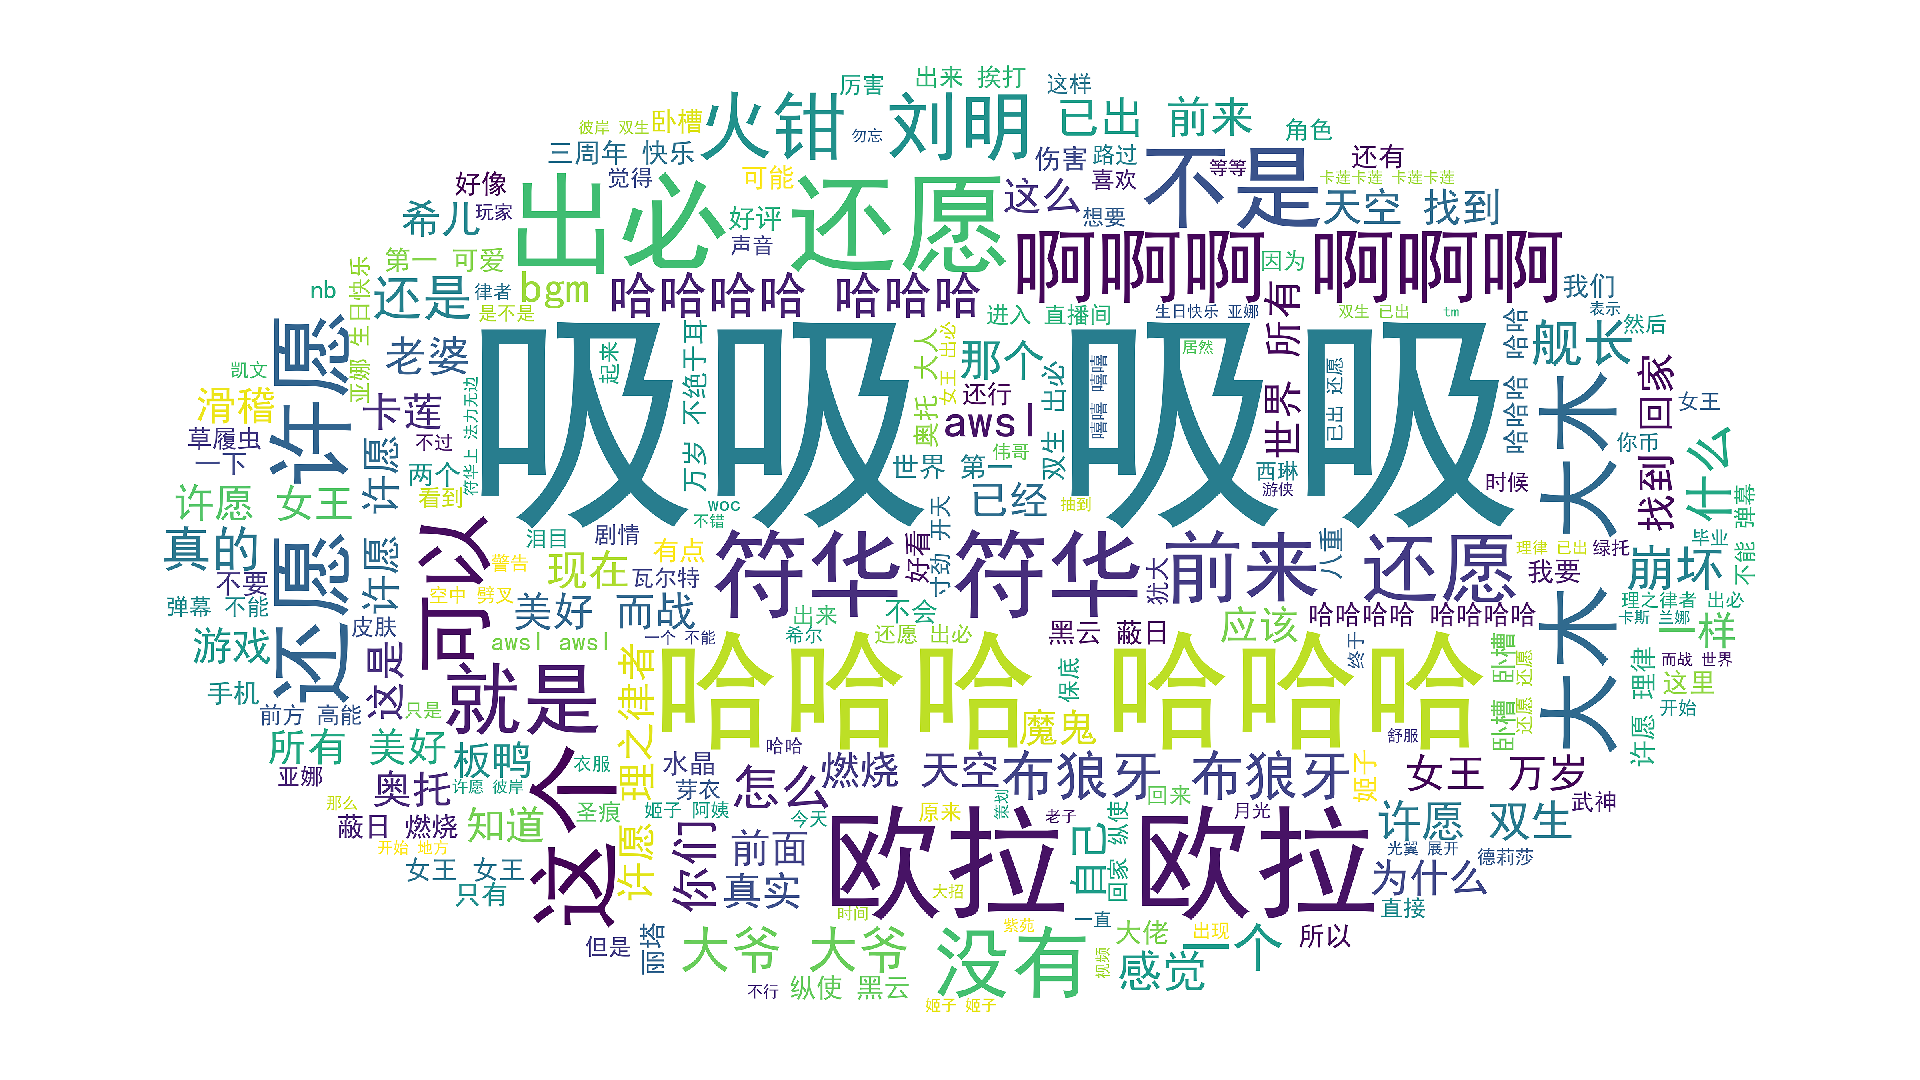 厉害
出来 挨打
这样
火钳 刘明
已出 前来
角色
彼岸 双生
卧槽
勿忘
三周年 快乐
觉得
可能
伤害
路过
喜欢
不是
等等
还有
卡莲卡莲 卡莲卡莲
好像
玩家
希儿
出必 还愿
好评
声音
这么
想要
天空 找到
第一 可爱
bgm
哈哈哈哈 哈哈哈
啊啊啊 啊啊啊
因为
我们
表示
nb
亚娜 生日快乐
还是
律者
是不是
进入 直播间
生日快乐 亚娜
世界 所有
双生 已出
tm
哈哈哈哈 哈哈
舰长
然后
还愿 许愿
老婆
凯文
吸吸 吸吸
起来
万岁 不绝于耳
奥托 大人
女王 出必
那个
还行
嘻嘻 嘻嘻嘻
居然
已出 还愿
找到 回家
女王
滑稽
卡莲
草履虫
不过
符华上 法力无边
awsl
伟哥
双生 出必
木木 木木
你币
什么
一下
两个
许愿 许愿
世界 第一
西琳
游侠
时候
许愿 女王
看到
woc
不错
已经
抽到
弹幕 不能
真的
可以
泪目
剧情
有点
符华 符华
好看
寸劲 开天
前来 还愿
八重
理律 已出
绿托
毕业
崩坏
不要
警告
现在
瓦尔特
犹大
我要
弹幕 不能
空中 劈叉
美好 而战
出来
不会
应该
哈哈哈哈 哈哈哈哈
理之律者 出必
皮肤
希尔
卡斯 兰娜
游戏
这是
awsl awsl
一个 不能
还愿 出必
黑云 蔽日
终于
卧槽 卧槽
还愿 还愿
一样
而战 世界
手机
就是
许愿 理之律者
哈哈哈 哈哈哈
保底
许愿 理律
这里
前方 高能
只是
魔鬼
舒服
开始
所有 美好
板鸭
哈哈
亚娜
奥托
许愿 彼岸
衣服
水晶
怎么
燃烧 天空
布狼牙 布狼牙
姬子
女王 万岁
那么
这个
圣痕
芽衣
姬子 阿姨
今天
原来
策划
老子
回来
月光
武神
蔽日 燃烧
知道
你们
前面
欧拉 欧拉
自己
回家 纵使
许愿 双生
开始 地方
光翼 展开
德莉莎
女王 女王
真实
大招
为什么
只有
时间
紫苑
一直
直接
但是
丽塔
大爷 大爷
没有
大佬
出现
一个
所以
视频
感觉
不行
纵使 黑云
姬子 姬子